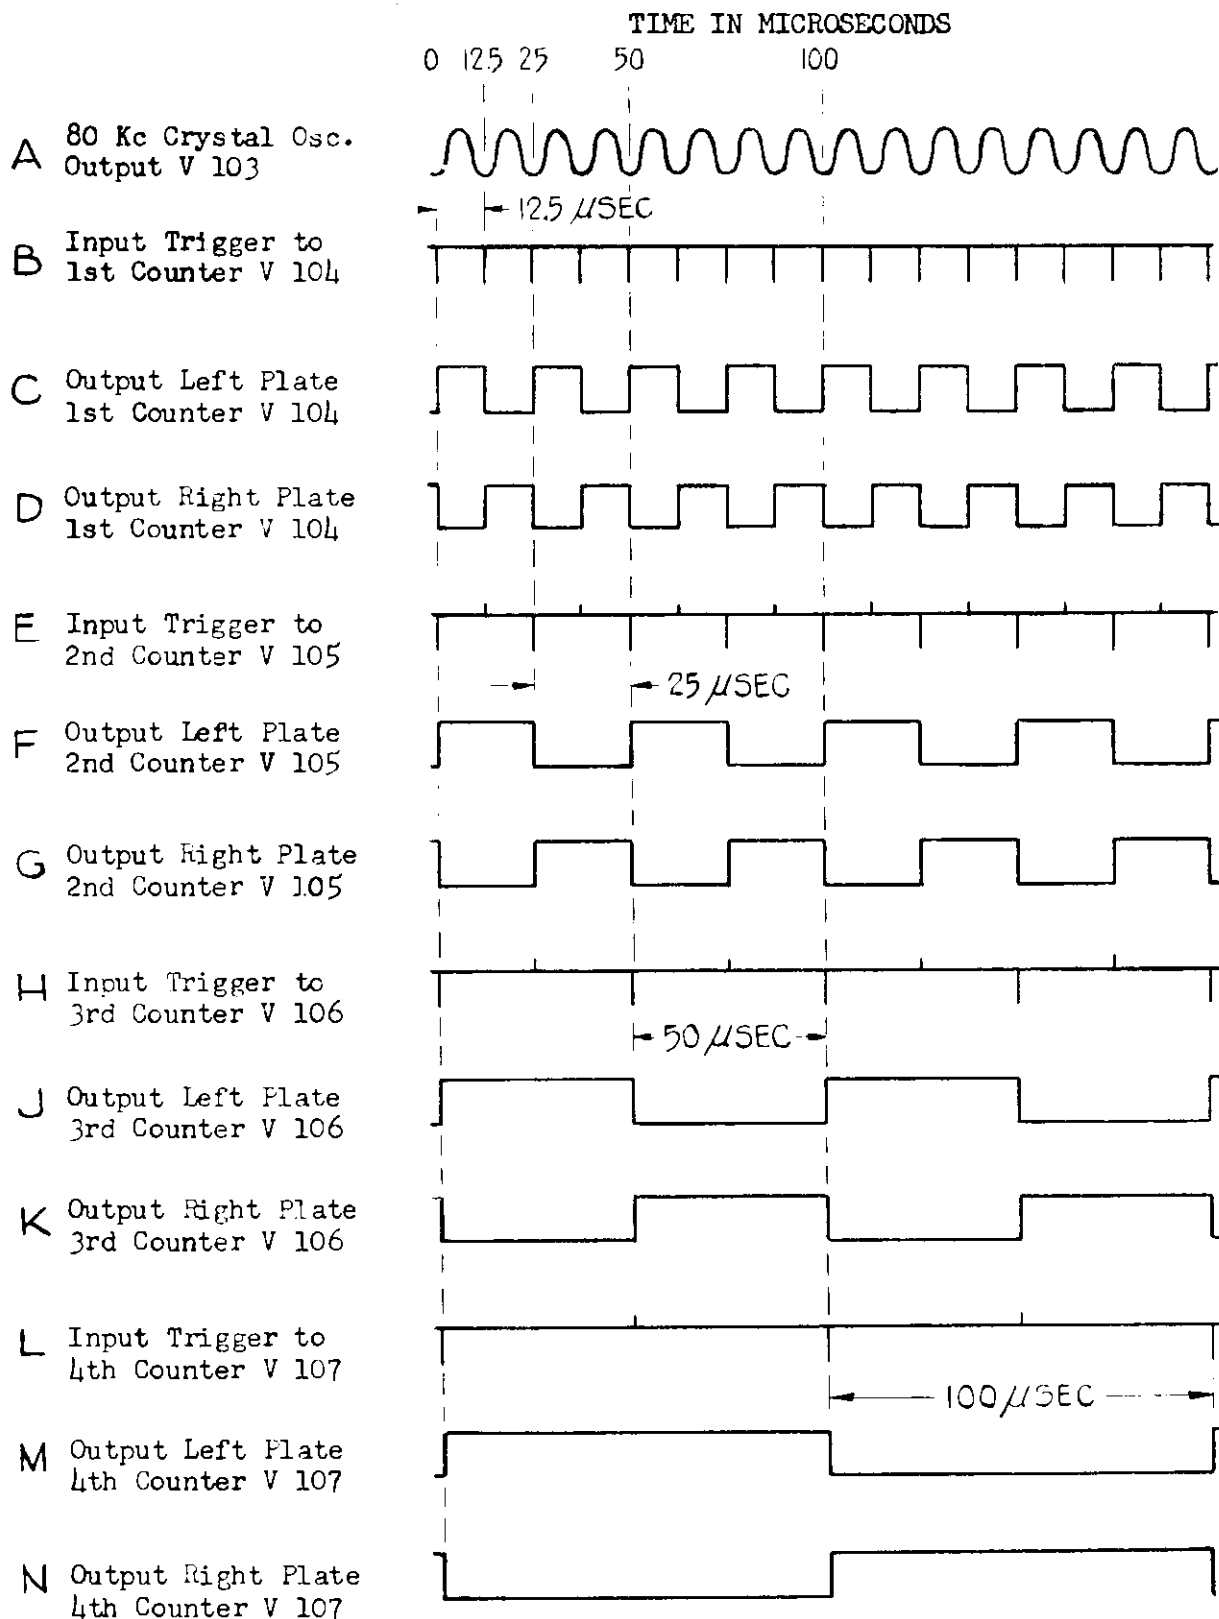 TIME IN MICROSECONDS
0 12.5 25 50 100
A 80 Kc Crystal Osc.
Output V 103
12.5 µSEC
B Input Trigger to
1st Counter V 104
C Output Left Plate
1st Counter V 104
D Output Right Plate
1st Counter V 104
E Input Trigger to
2nd Counter V 105
25 µSEC
F Output Left Plate
2nd Counter V 105
G Output Right Plate
2nd Counter V 105
H Input Trigger to
3rd Counter V 106
50 µSEC
J Output Left Plate
3rd Counter V 106
K Output Right Plate
3rd Counter V 106
L Input Trigger to
4th Counter V 107
100 µSEC
M Output Left Plate
4th Counter V 107
N Output Right Plate
4th Counter V 107